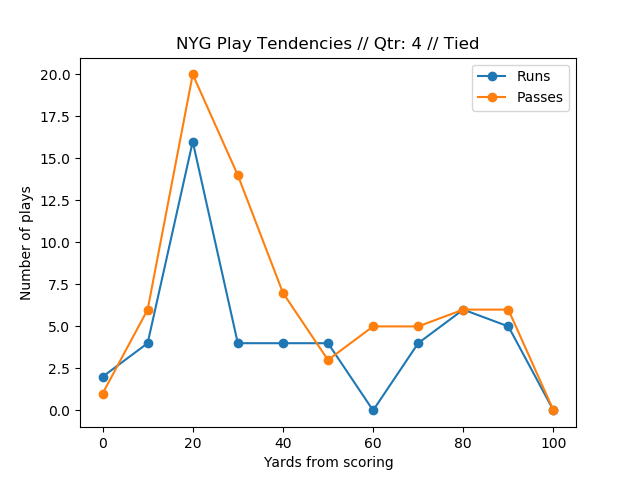 NYG Play Tendencies // Qtr: 4 // Tied
Runs
Passes
Number of plays
20.0
17.5
15.0
12.5
10.0
7.5
5.0
2.5
0.0
0 20 40 60 80 100
Yards from scoring